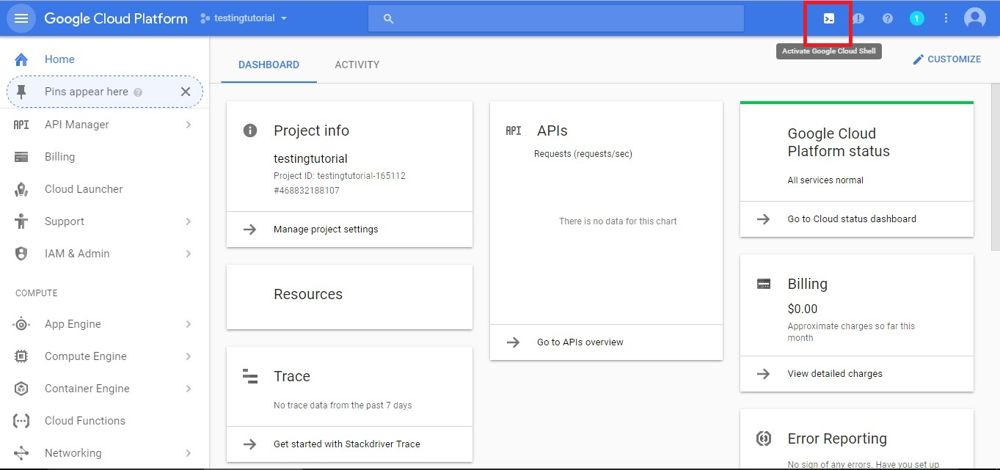 Google Cloud Platform
testingtutorial
1
Activate Google Cloud Shell
Home
Pins appear here
API Manager
Billing
Cloud Launcher
Support
IAM & Admin
COMPUTE
App Engine
Compute Engine
Container Engine
Cloud Functions
Networking
DASHBOARD
ACTIVITY
CUSTOMIZE
Project info
testingtutorial
Project ID: testingtutorial-165112
#468832188107
Manage project settings
Resources
Trace
No trace data from the past 7 days
Get started with Stackdriver Trace
API
APIs
Requests (requests/sec)
There is no data for this chart
Go to APIs overview
Google Cloud
Platform status
All services normal
Go to Cloud status dashboard
Billing
$0.00
Approximate charges so far this
month
View detailed charges
Error Reporting
No sign of any errors. Have you set up